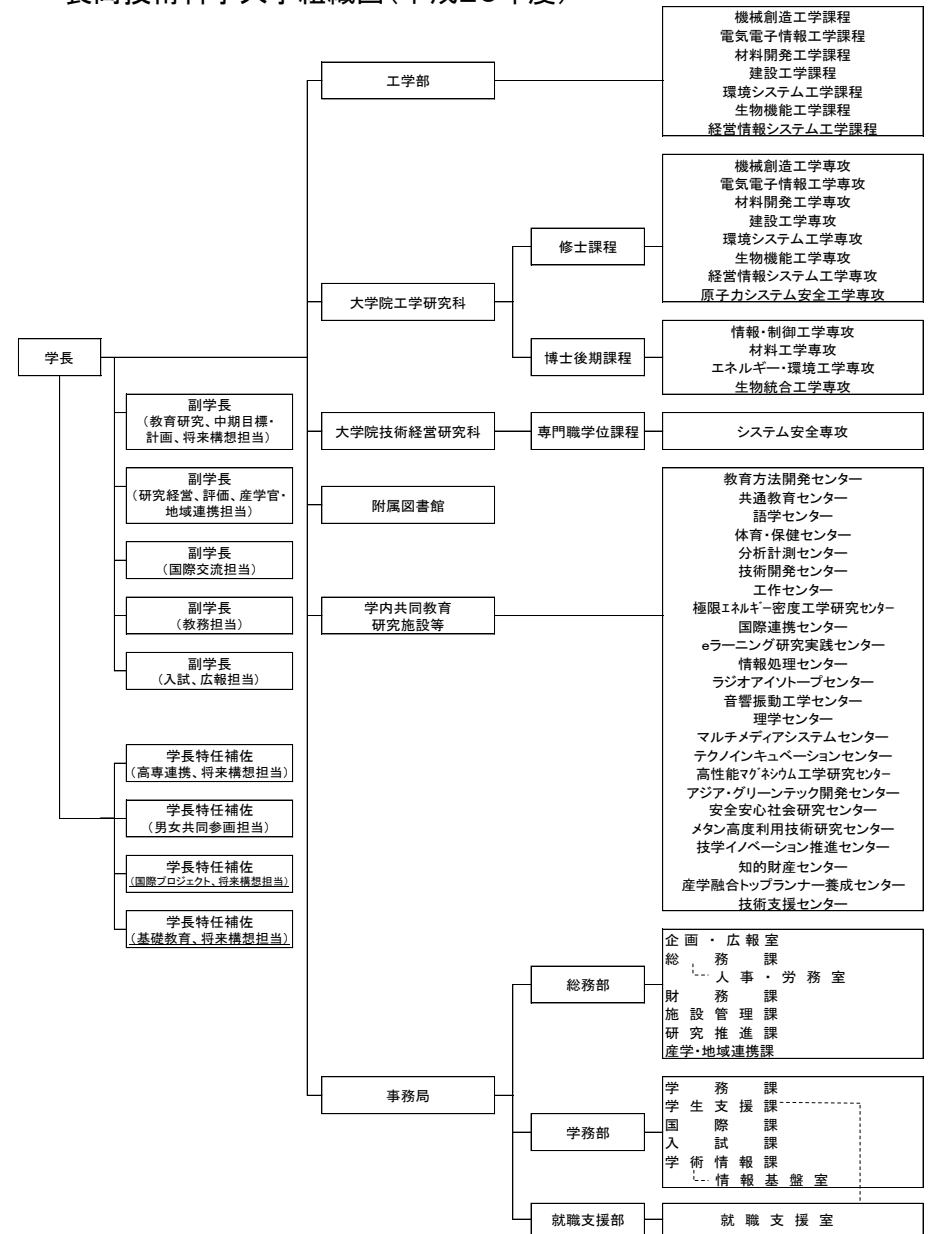 長岡技術科学大学組織図(平成25年度)
機械創造工学課程
電気電子情報工学課程
材料開発工学課程
建設工学課程
環境システム工学課程
生物機能工学課程
経営情報システム工学課程
工学部
機械創造工学専攻
電気電子情報工学専攻
材料開発工学専攻
建設工学専攻
環境システム工学専攻
生物機能工学専攻
経営情報システム工学専攻
原子力システム安全工学専攻
修士課程
大学院工学研究科
情報・制御工学専攻
材料工学専攻
エネルギー・環境工学専攻
生物統合工学専攻
博士後期課程
学長
副学長
(教育研究、中期目標・
計画、将来構想担当)
大学院技術経営研究科
専門職学位課程
システム安全専攻
副学長
(研究経営、評価、産学官・
地域連携担当)
附属図書館
副学長
(国際交流担当)
副学長
(教務担当)
学内共同教育
研究施設等
副学長
(入試、広報担当)
教育方法開発センター
共通教育センター
語学センター
体育・保健センター
分析計測センター
技術開発センター
工作センター
極限エネルギー密度工学研究センター
国際連携センター
eラーニング研究実践センター
情報処理センター
ラジオアイソトープセンター
音響振動工学センター
理学センター
マルチメディアシステムセンター
テクノインキュベーションセンター
高性能マグネシウム工学研究センター
アジア・グリーンテック開発センター
安全安心社会研究センター
メタン高度利用技術研究センター
技学イノベーション推進センター
知的財産センター
産学融合トップランナー養成センター
技術支援センター
学長特任補佐
(高専連携、将来構想担当)
学長特任補佐
(男女共同参画担当)
学長特任補佐
(国際プロジェクト、将来構想担当)
学長特任補佐
(基礎教育、将来構想担当)
企画・広報室
総務課
人事・労務室
財務課
施設管理課
研究推進課
産学・地域連携課
総務部
事務局
学務課
学生支援課
国際課
入試課
学術情報課
情報基盤室
学務部
就職支援部
就職支援室